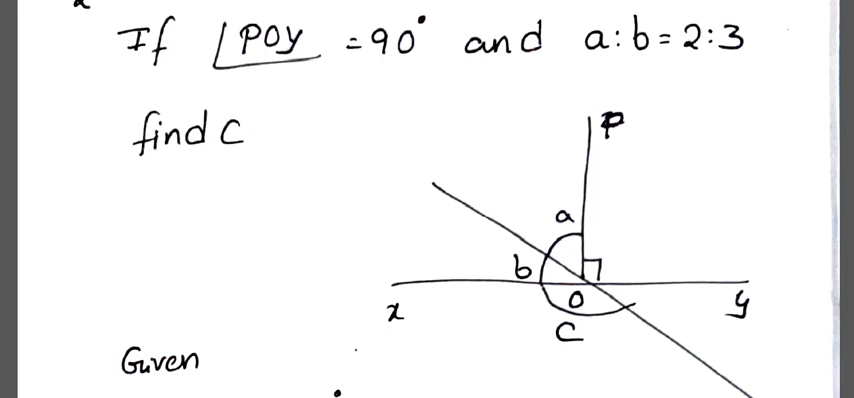 If ∠POY = 90° and a:b = 2:3
find C
P
a
b
x
O
y
C
Given